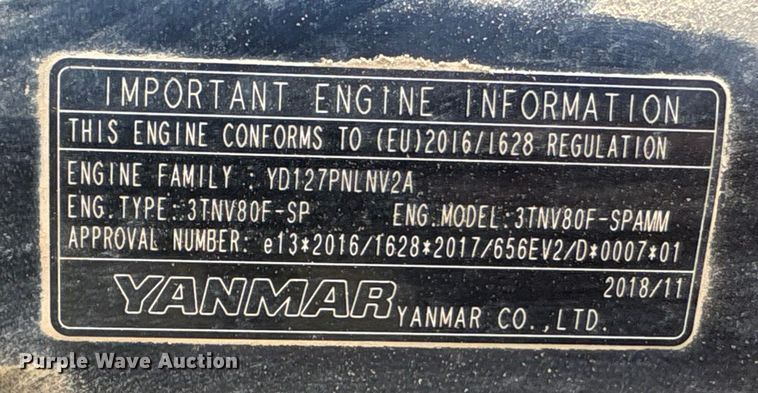 IMPORTANT ENGINE INFORMATION
THIS ENGINE CONFORMS TO (EU)2016/1628 REGULATION
ENGINE FAMILY : YD127PNLNV2A
ENG.TYPE:3TNV80F-SP ENG.MODEL:3TNV80F-SPAMM
APPROVAL NUMBER: e13*2016/1628*2017/656EV2/D*0007*01
2018/11
YANMAR YANMAR CO.,LTD.
Purple Wave Auction